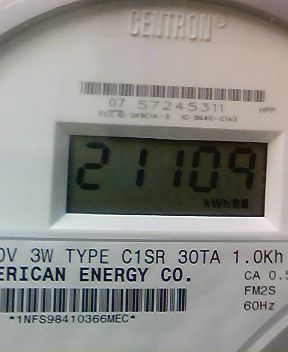 CENTRON®
07 57245311 HPP
21109
kWh
0V 3W TYPE C1SR 30TA 1.0Kh
ERICAN ENERGY CO.
CA 0.5
FM2S
60Hz
*1NFS98410366MEC*